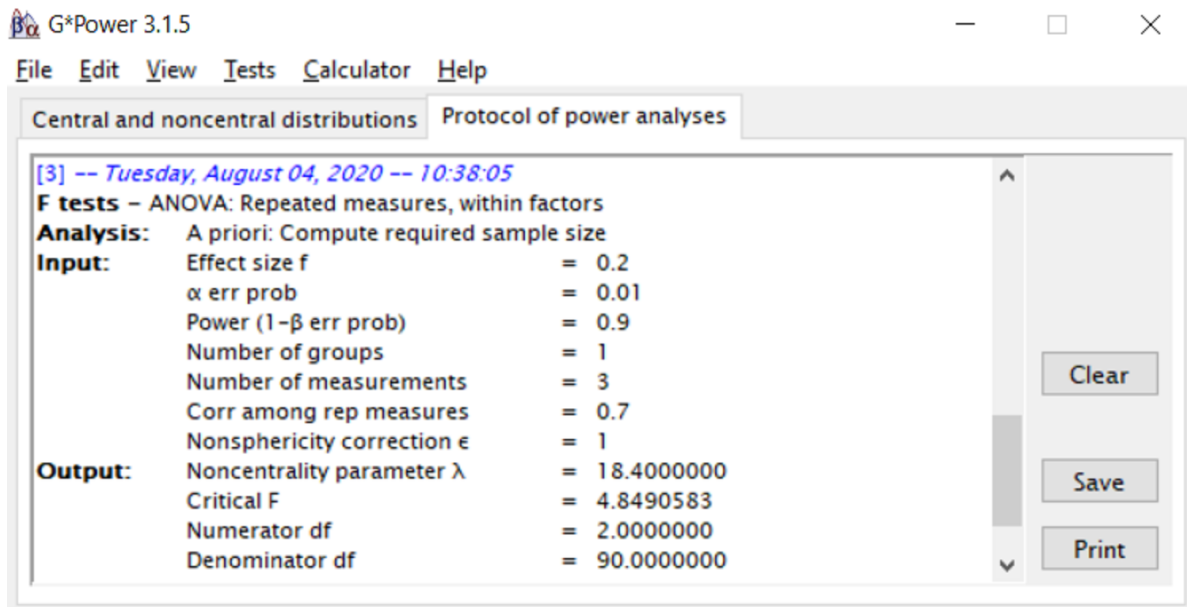 βα G*Power 3.1.5
File Edit View Tests Calculator Help
Central and noncentral distributions Protocol of power analyses
[3] -- Tuesday, August 04, 2020 -- 10:38:05
F tests – ANOVA: Repeated measures, within factors
Analysis: A priori: Compute required sample size
Input: Effect size f = 0.2
α err prob = 0.01
Power (1-β err prob) = 0.9
Number of groups = 1
Number of measurements = 3
Corr among rep measures = 0.7
Nonsphericity correction ϵ = 1
Output: Noncentrality parameter λ = 18.4000000
Critical F = 4.8490583
Numerator df = 2.0000000
Denominator df = 90.0000000
Clear
Save
Print